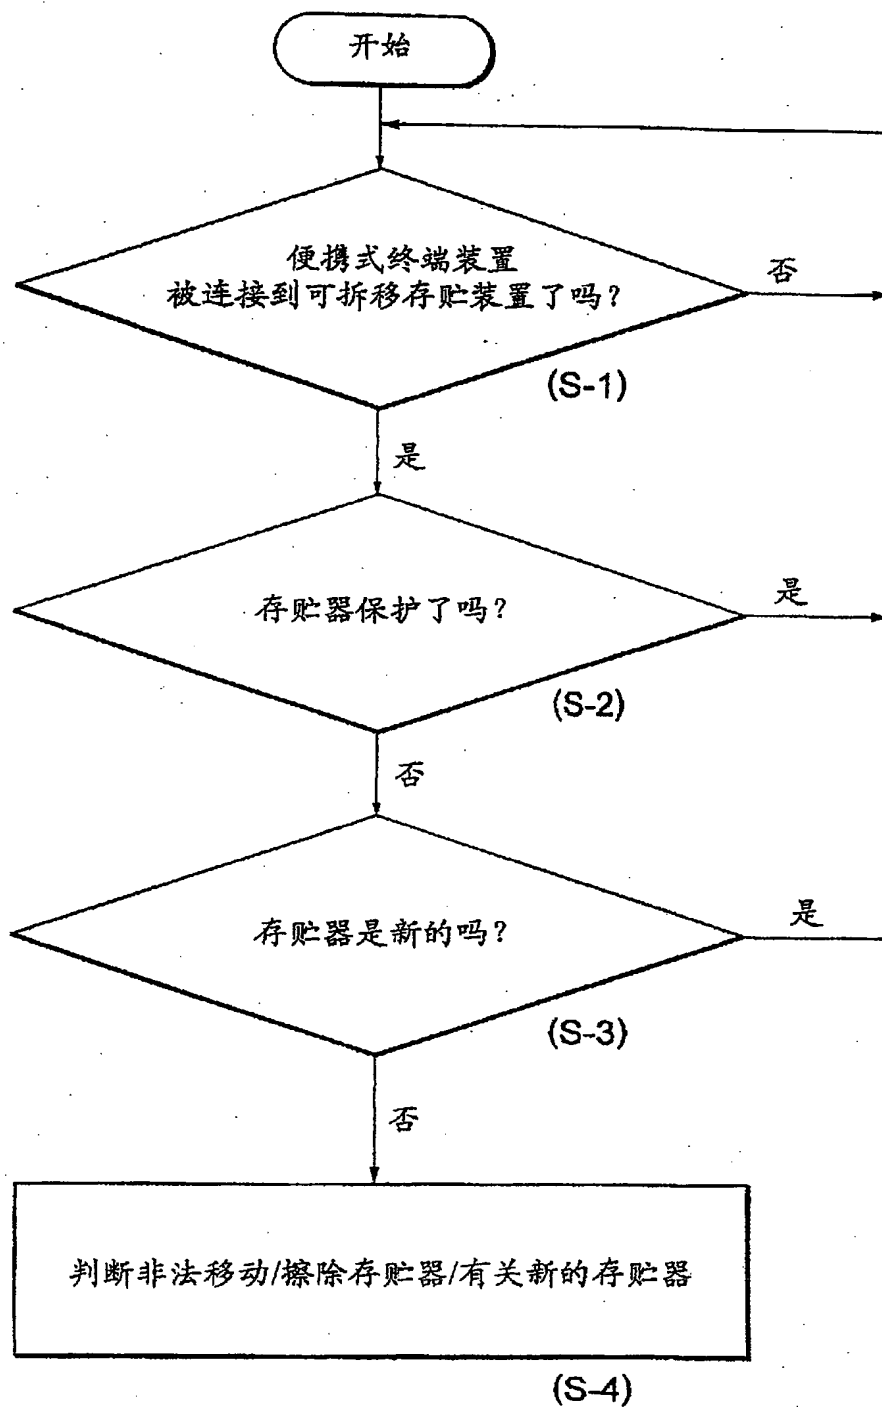 开始
便携式终端装置
被连接到可拆移存贮装置了吗？
否
(S-1)
是
存贮器保护了吗？
是
(S-2)
否
存贮器是新的吗？
是
(S-3)
否
判断非法移动/擦除存贮器/有关新的存贮器
(S-4)